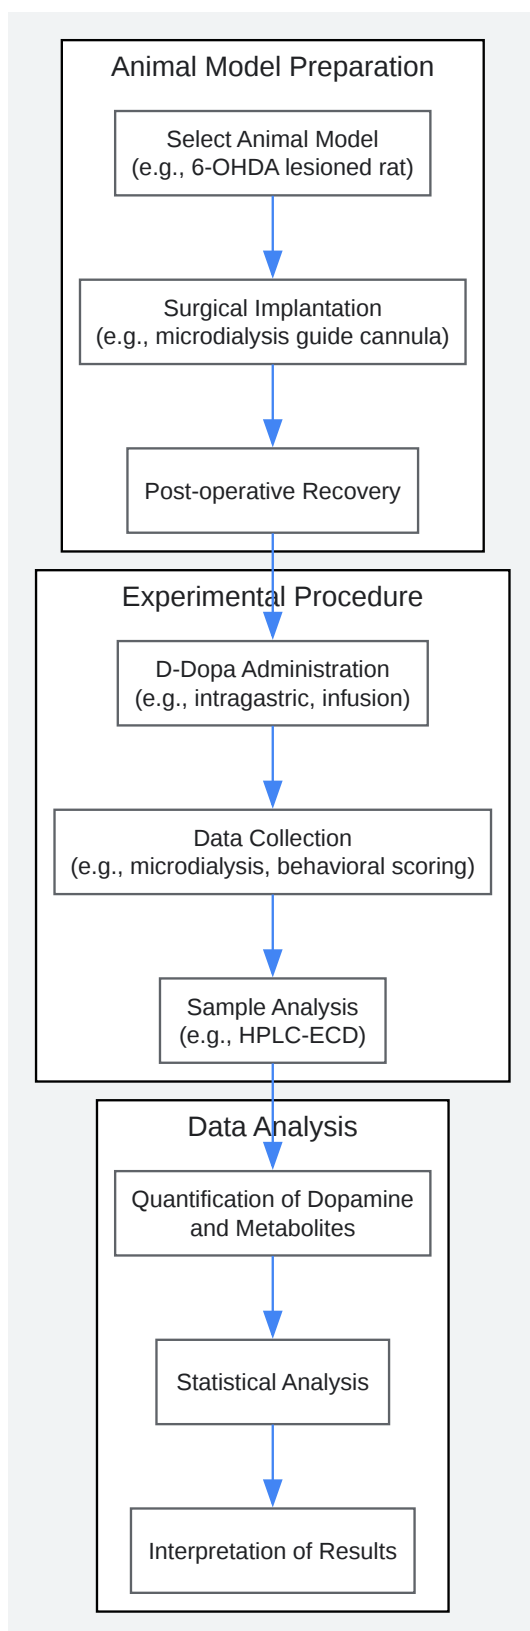 Animal Model Preparation
Select Animal Model
(e.g., 6-OHDA lesioned rat)
Surgical Implantation
(e.g., microdialysis guide cannula)
Post-operative Recovery
Experimental Procedure
D-Dopa Administration
(e.g., intragastric, infusion)
Data Collection
(e.g., microdialysis, behavioral scoring)
Sample Analysis
(e.g., HPLC-ECD)
Data Analysis
Quantification of Dopamine
and Metabolites
Statistical Analysis
Interpretation of Results